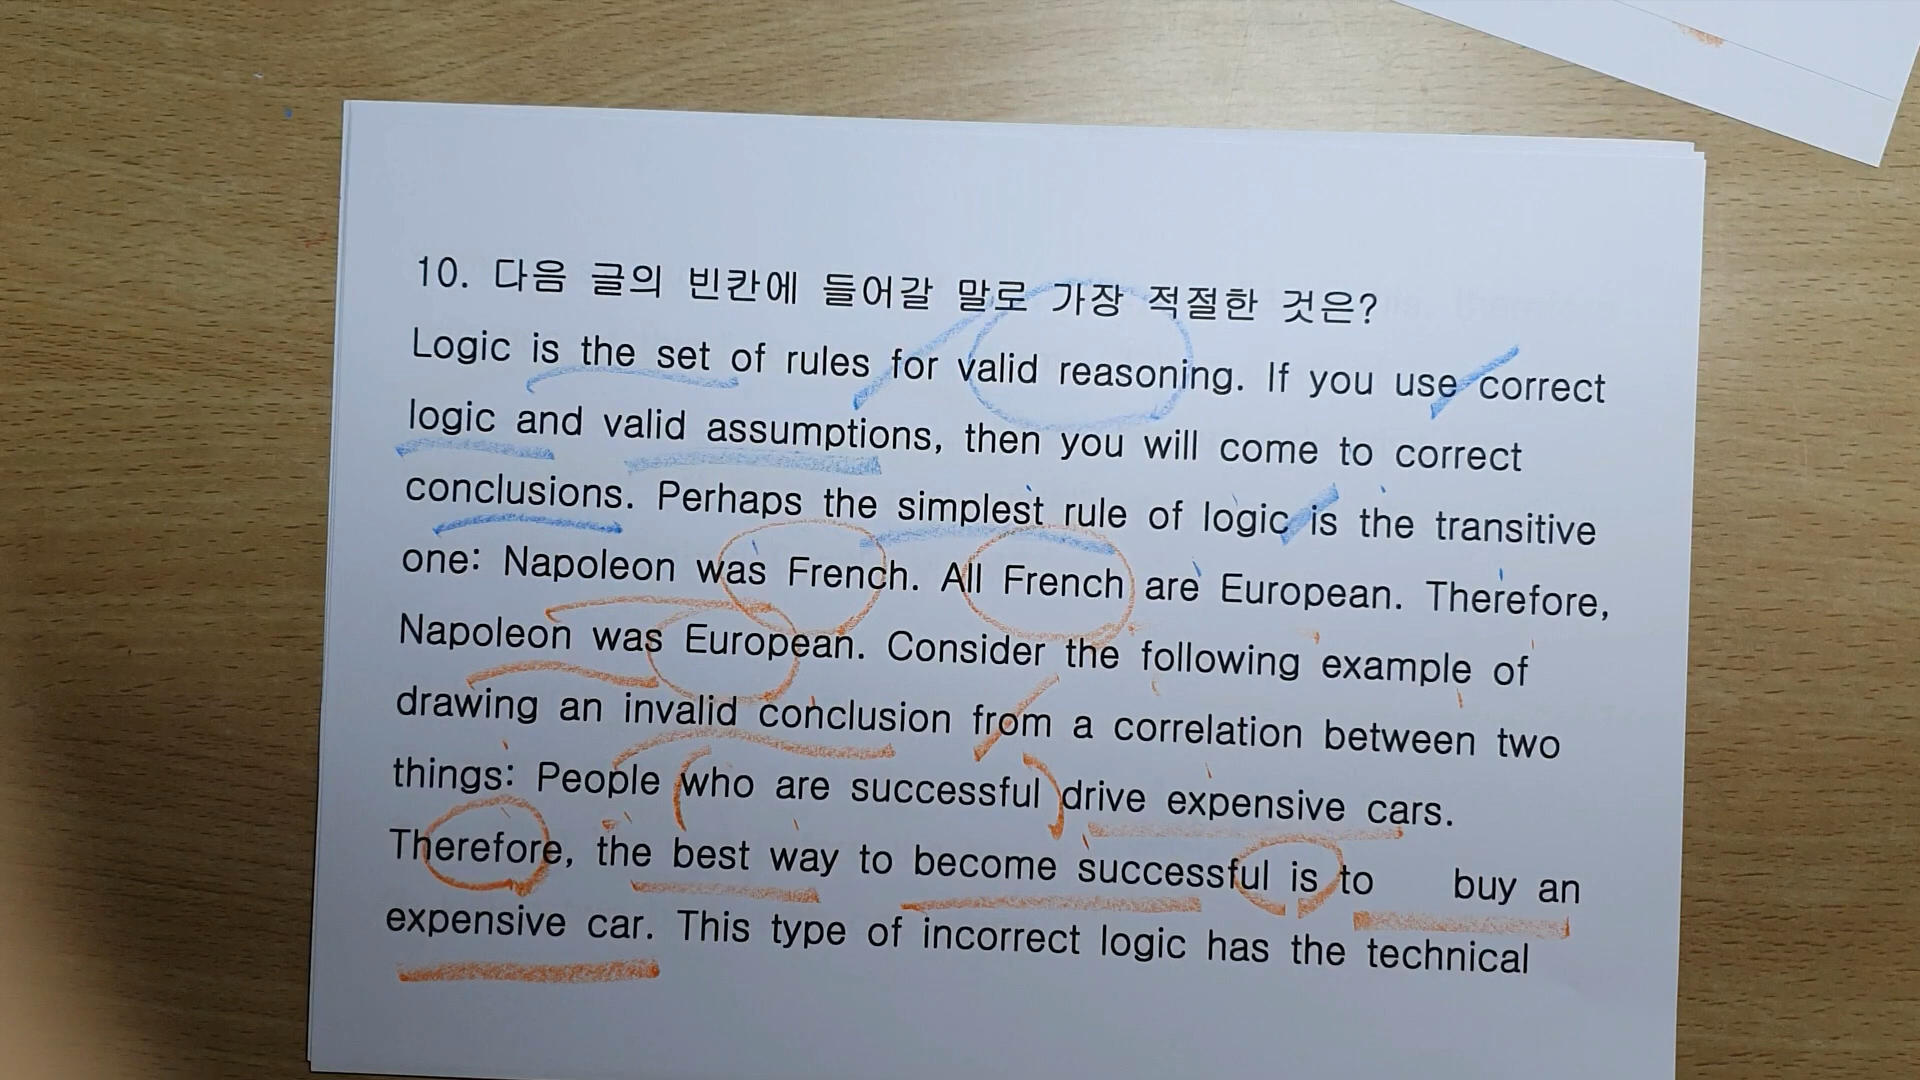 10. 다음 글의 빈칸에 들어갈 말로 가장 적절한 것은?
Logic is the set of rules for valid reasoning. If you use correct
logic and valid assumptions, then you will come to correct
conclusions. Perhaps the simplest rule of logic is the transitive
one: Napoleon was French. All French are European. Therefore,
Napoleon was European. Consider the following example of
drawing an invalid conclusion from a correlation between two
things: People who are successful drive expensive cars.
Therefore, the best way to become successful is to buy an
expensive car. This type of incorrect logic has the technical